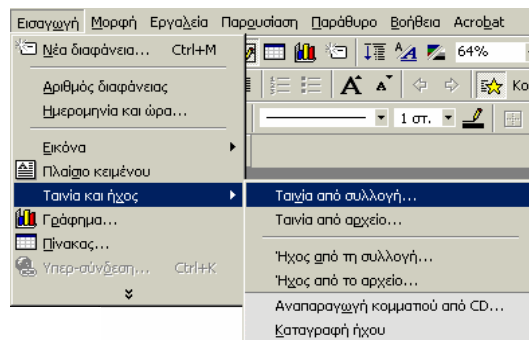 Εισαγωγή Μορφή Εργαλεία Παρουσίαση Παράθυρο Βοήθεια Acrobat
Νέα διαφάνεια... Ctrl+M
64%
Αριθμός διαφάνειας
Α Α Κο
Ημερομηνία και ώρα...
1 στ.
Εικόνα
Πλαίσιο κειμένου
Ταινία και ήχος
Ταινία από συλλογή...
Γράφημα...
Ταινία από αρχείο...
Πίνακας...
Ήχος από τη συλλογή...
Υπερ-σύνδεση... Ctrl+K
Ήχος από το αρχείο...
Αναπαραγωγή κομματιού από CD...
Καταγραφή ήχου